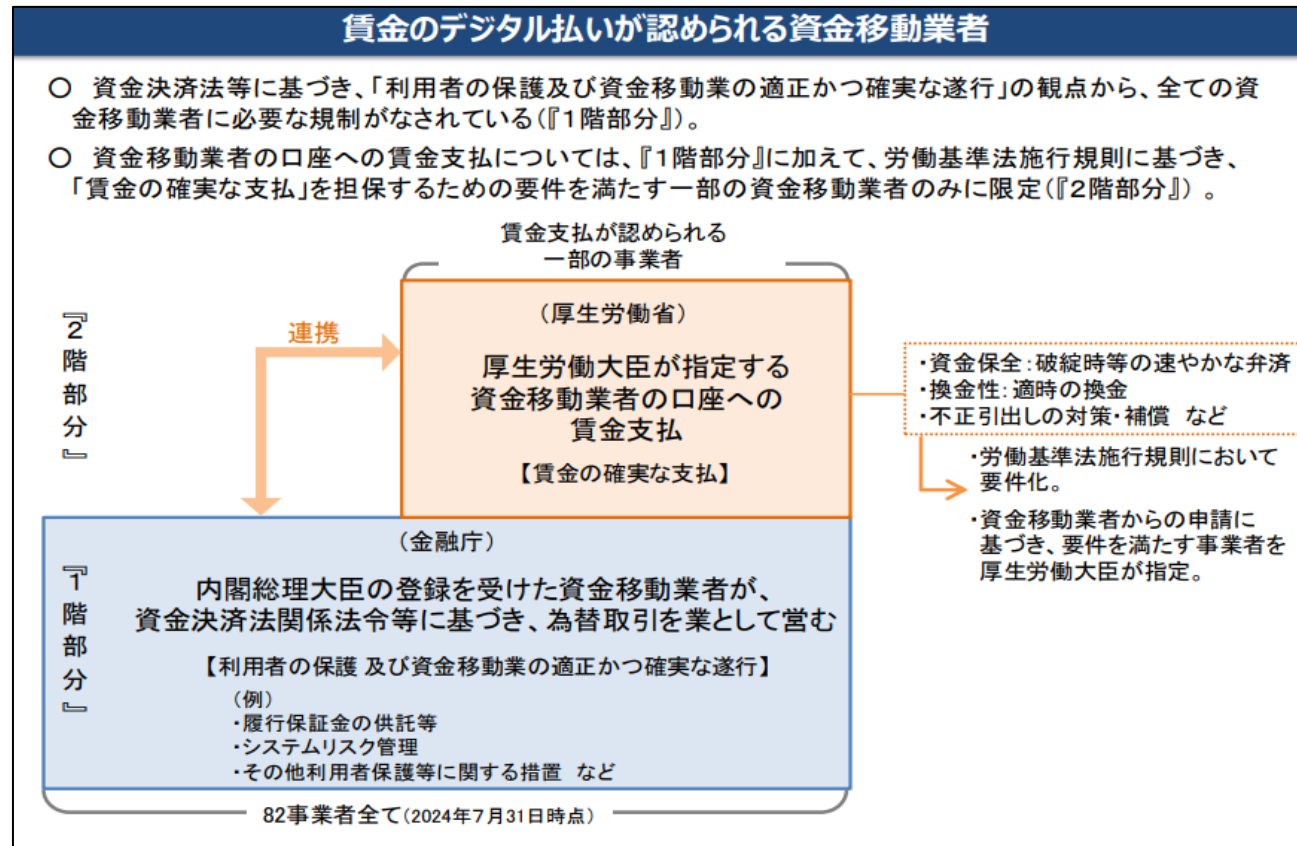 賃金のデジタル払いが認められる資金移動業者
○ 資金決済法等に基づき、「利用者の保護及び資金移動業の適正かつ確実な遂行」の観点から、全ての資
金移動業者に必要な規制がなされている(『1階部分』)。
○ 資金移動業者の口座への賃金支払については、『1階部分』に加えて、労働基準法施行規則に基づき、
「賃金の確実な支払」を担保するための要件を満たす一部の資金移動業者のみに限定(『2階部分』) 。
賃金支払が認められる
一部の事業者
『2階部分』
連携
(厚生労働省)
厚生労働大臣が指定する
資金移動業者の口座への
賃金支払
【賃金の確実な支払】
・資金保全:破綻時等の速やかな弁済
・換金性:適時の換金
・不正引出しの対策・補償 など
・労働基準法施行規則において
要件化。
・資金移動業者からの申請に
基づき、要件を満たす事業者を
厚生労働大臣が指定。
『1階部分』
(金融庁)
内閣総理大臣の登録を受けた資金移動業者が、
資金決済法関係法令等に基づき、為替取引を業として営む
【利用者の保護 及び資金移動業の適正かつ確実な遂行】
(例)
・履行保証金の供託等
・システムリスク管理
・その他利用者保護等に関する措置 など
82事業者全て(2024年7月31日時点)